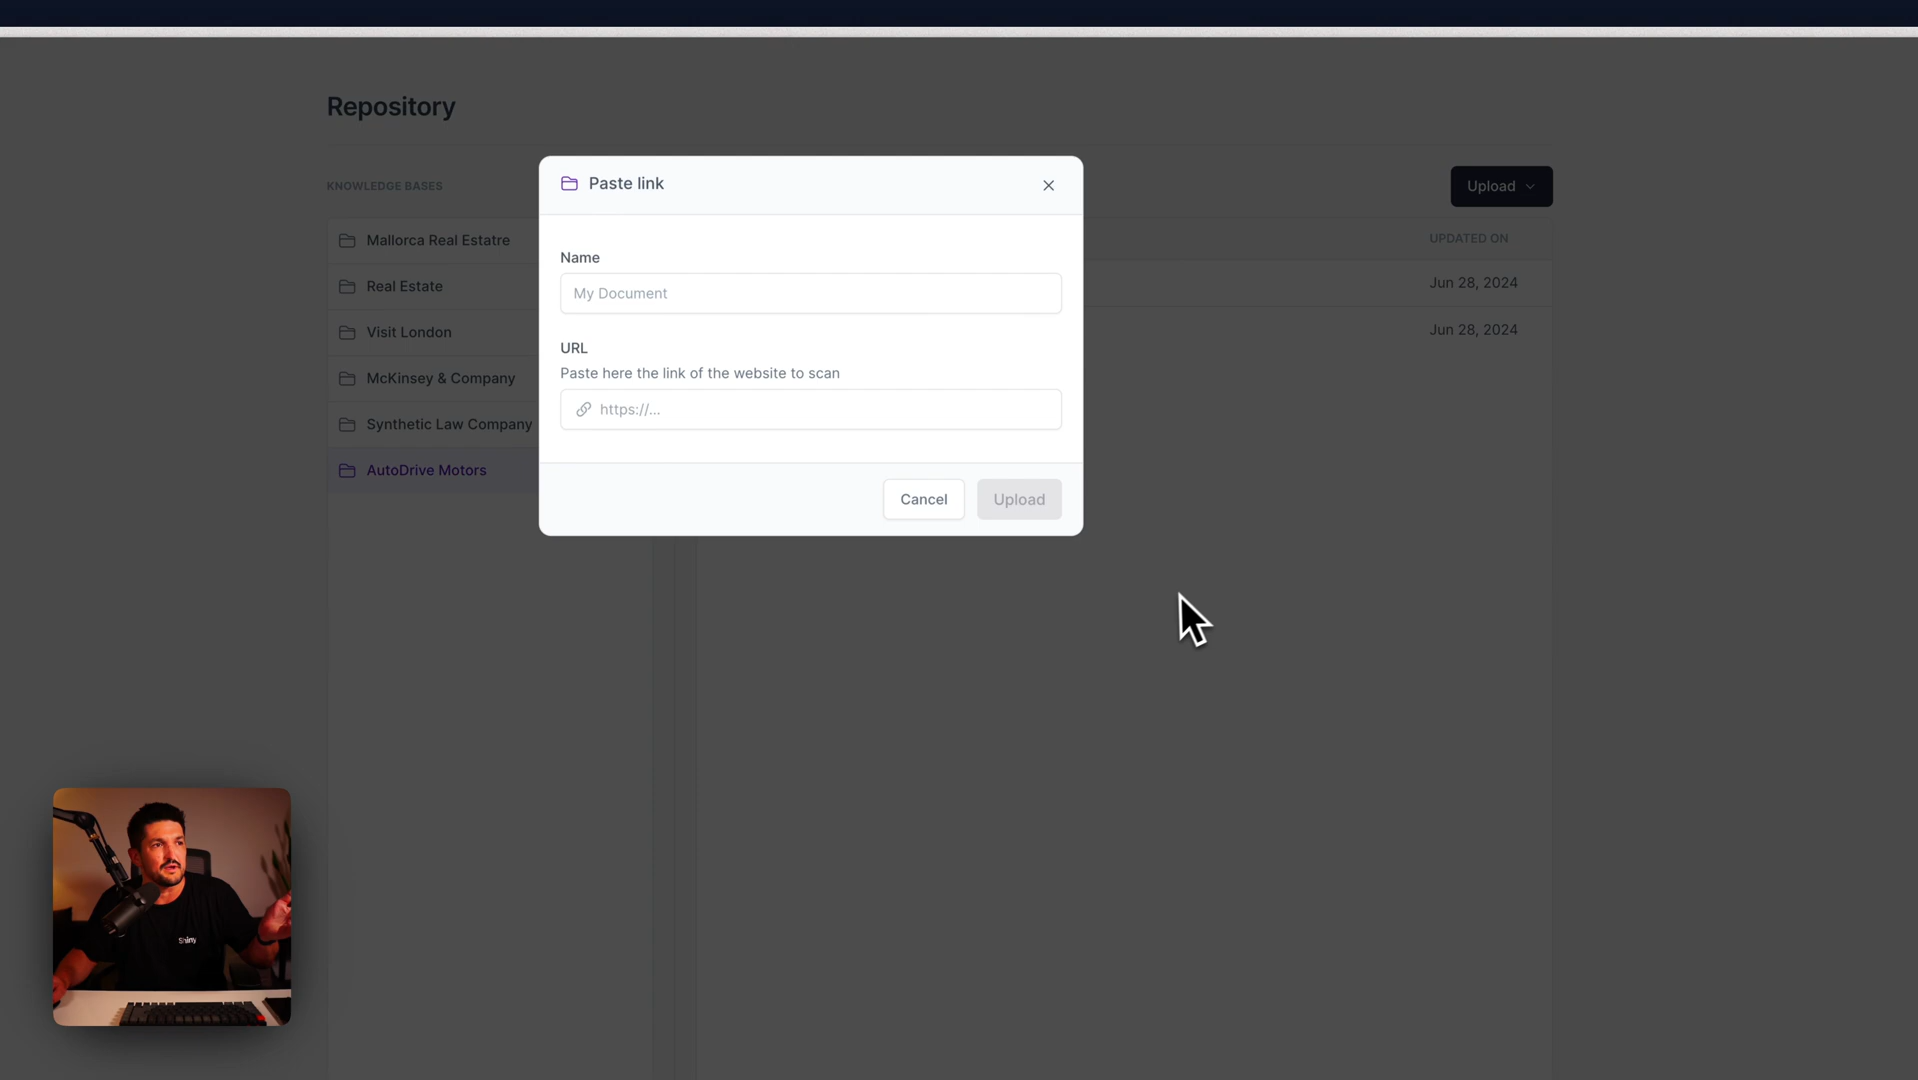 Repository
KNOWLEDGE BASES
Upload
Mallorca Real Estatre
Real Estate
Visit London
McKinsey & Company
Synthetic Law Company
AutoDrive Motors
UPDATED ON
Jun 28, 2024
Jun 28, 2024
Paste link
Name
My Document
URL
Paste here the link of the website to scan
https://...
Cancel
Upload
Shiny